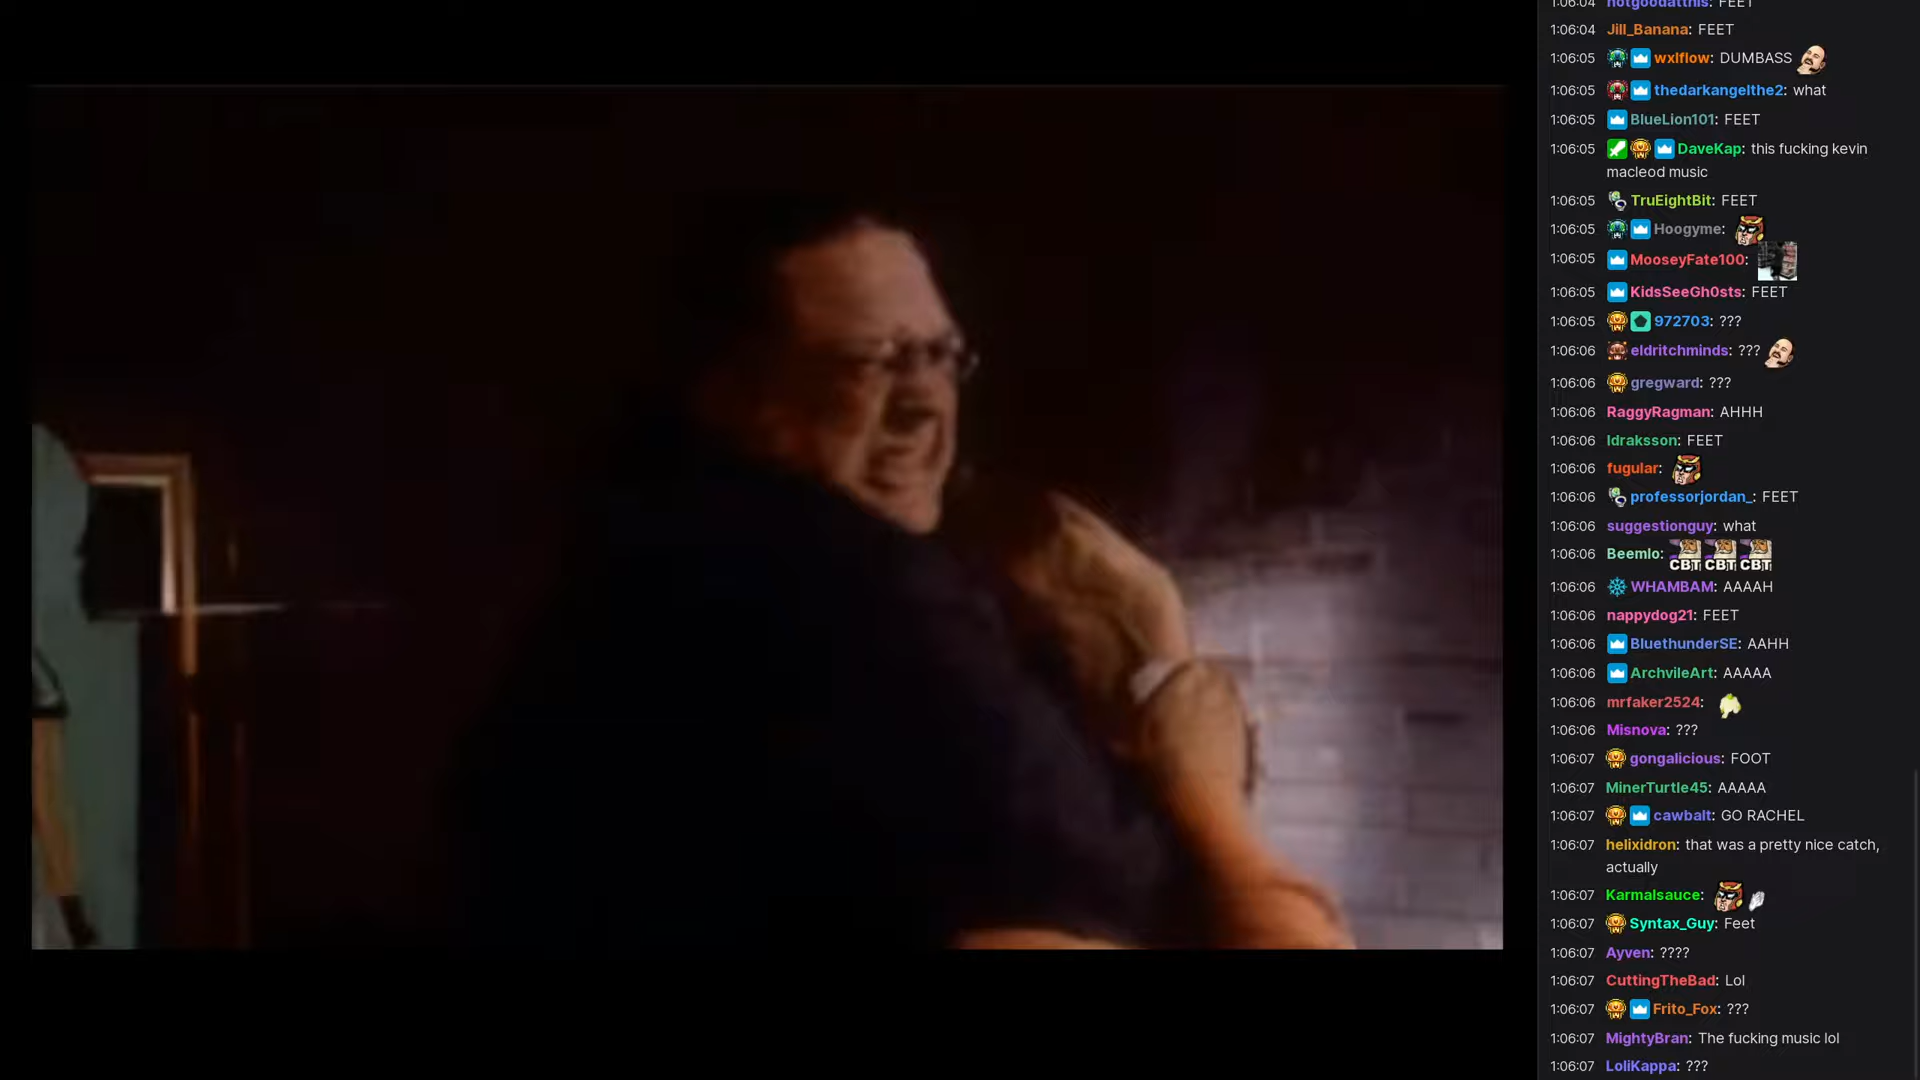 1:06:04 notgoodatthis: FEET
1:06:04 Jill_Banana: FEET
1:06:05 wxlflow: DUMBASS
1:06:05 thedarkangelthe2: what
1:06:05 BlueLion101: FEET
1:06:05 DaveKap: this fucking kevin
macleod music
1:06:05 TruEightBit: FEET
1:06:05 Hoogyme:
1:06:05 MooseyFate100:
1:06:05 KidsSeeGh0sts: FEET
1:06:05 972703: ???
1:06:06 eldritchminds: ???
1:06:06 gregward: ???
1:06:06 RaggyRagman: AHHH
1:06:06 Idraksson: FEET
1:06:06 fugular:
1:06:06 professorjordan_: FEET
1:06:06 suggestionguy: what
1:06:06 Beemlo: CBT CBT CBT
1:06:06 WHAMBAM: AAAAH
1:06:06 nappydog21: FEET
1:06:06 BluethunderSE: AAHH
1:06:06 ArchvileArt: AAAAA
1:06:06 mrfaker2524:
1:06:06 Misnova: ???
1:06:07 gongalicious: FOOT
1:06:07 MinerTurtle45: AAAAA
1:06:07 cawbalt: GO RACHEL
1:06:07 helixidron: that was a pretty nice catch,
actually
1:06:07 Karmalsauce:
1:06:07 Syntax_Guy: Feet
1:06:07 Ayven: ????
1:06:07 CuttingTheBad: Lol
1:06:07 Frito_Fox: ???
1:06:07 MightyBran: The fucking music lol
1:06:07 LoliKappa: ???